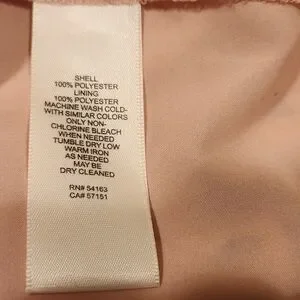 SHELL
100% POLYESTER
LINING
100% POLYESTER
MACHINE WASH COLD-
WITH SIMILAR COLORS
ONLY NON-
CHLORINE BLEACH
WHEN NEEDED
TUMBLE DRY LOW
WARM IRON
AS NEEDED
MAY BE
DRY CLEANED
RN# 54163
CA# 57151